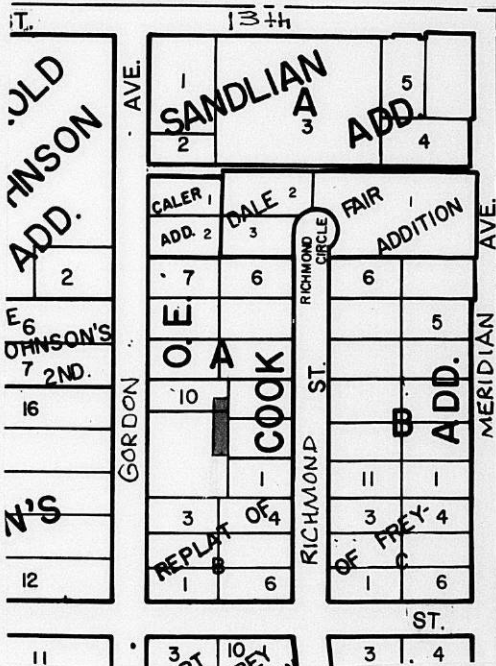 ST. 13th
OLD
HNSON
ADD.
2
AVE.
GORDON
1
2
SANDLIAN
A
3
ADD.
5
4
CALER 1
ADD. 2
DALE 2
3
FAIR 1
ADDITION
AVE.
MERIDIAN
RICHMOND
CIRCLE
RICHMOND ST.
7 6
O.E.
A
COOK
10
1
6
5
B
ADD.
11 1
E 6
OHNSON'S
7 2ND.
16
N'S
12
3 4
REPLAT OF
B
1 6
3 4
OF FREY-
C
1 6
ST.
11
3 10
RT REY
3 4